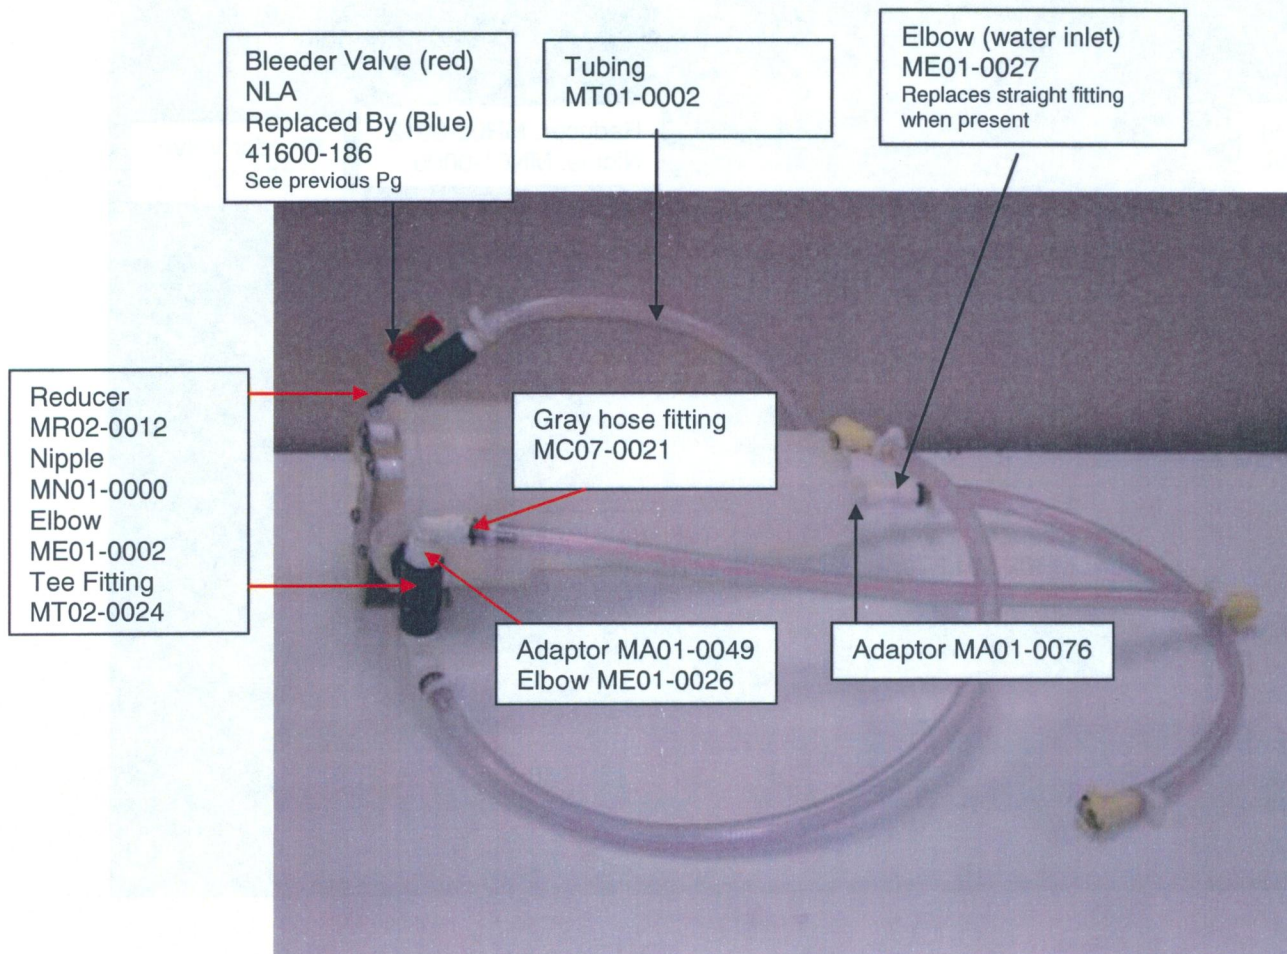 Bleeder Valve (red)
NLA
Replaced By (Blue)
41600-186
See previous Pg
Tubing
MT01-0002
Elbow (water inlet)
ME01-0027
Replaces straight fitting
when present
Reducer
MR02-0012
Nipple
MN01-0000
Elbow
ME01-0002
Tee Fitting
MT02-0024
Gray hose fitting
MC07-0021
Adaptor MA01-0049
Elbow ME01-0026
Adaptor MA01-0076